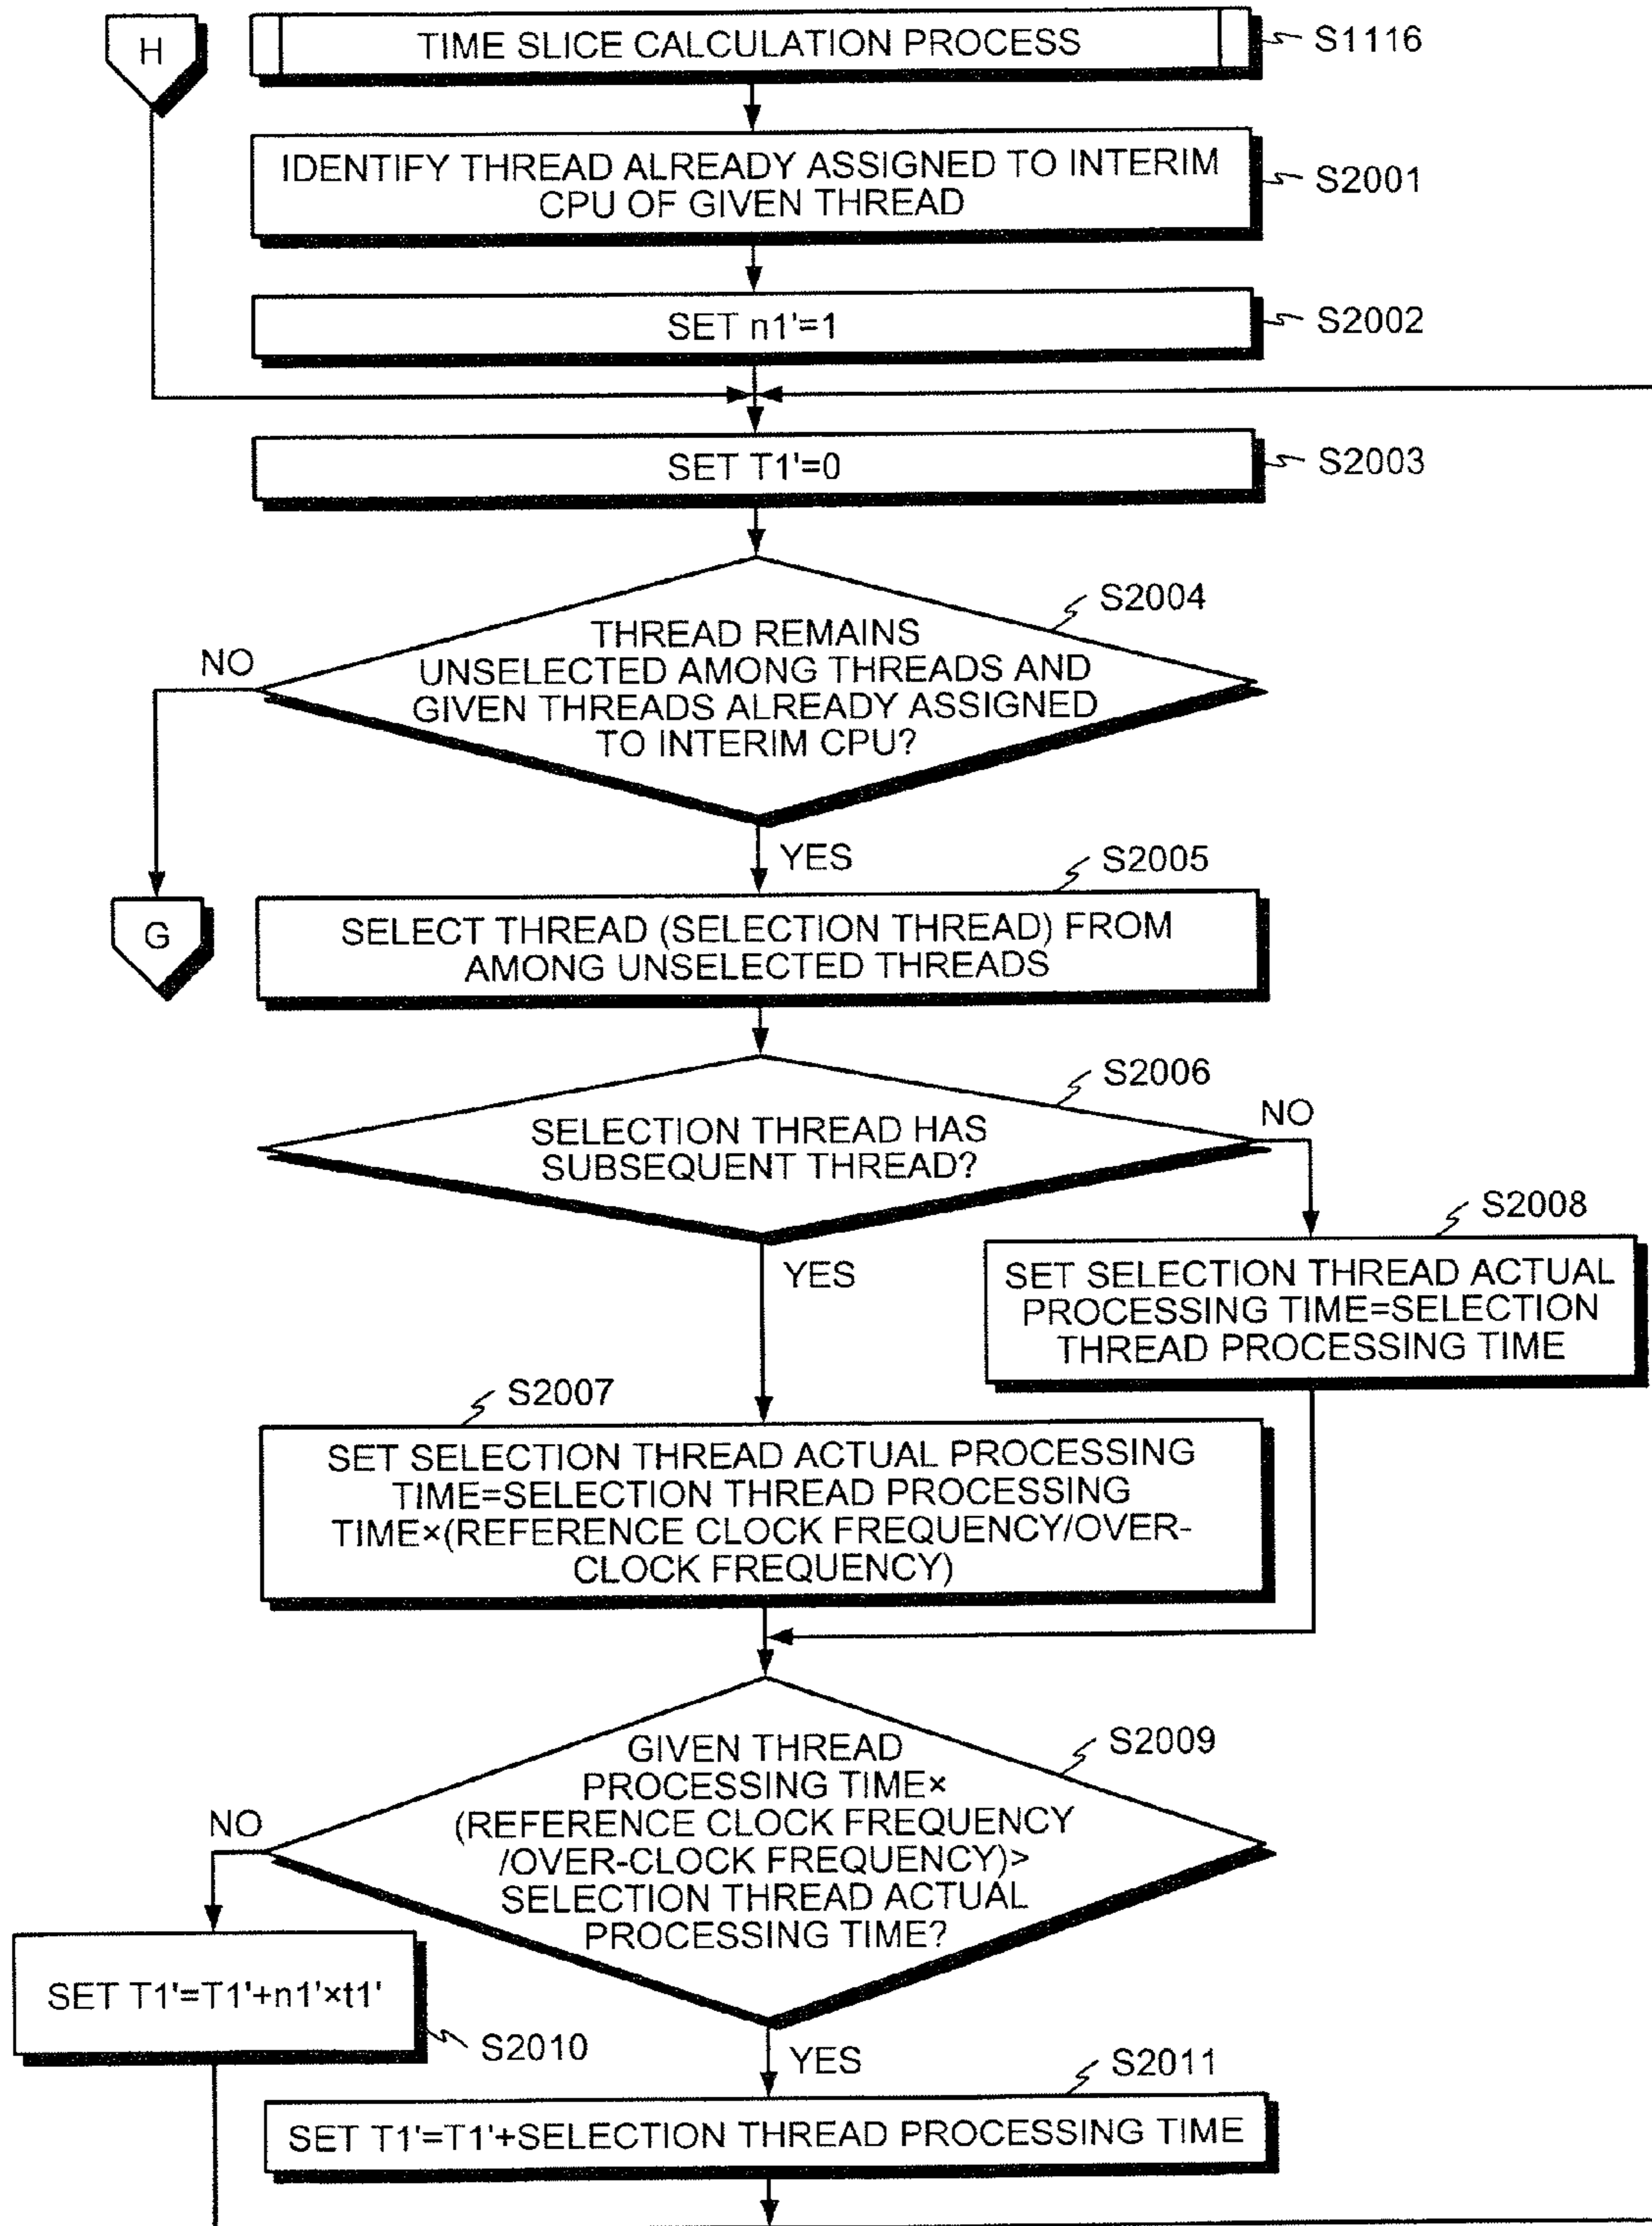 H
TIME SLICE CALCULATION PROCESS
S1116
IDENTIFY THREAD ALREADY ASSIGNED TO INTERIM
CPU OF GIVEN THREAD
S2001
SET n1'=1
S2002
SET T1'=0
S2003
S2004
THREAD REMAINS
UNSELECTED AMONG THREADS AND
GIVEN THREADS ALREADY ASSIGNED
TO INTERIM CPU?
NO
YES
G
S2005
SELECT THREAD (SELECTION THREAD) FROM
AMONG UNSELECTED THREADS
S2006
SELECTION THREAD HAS
SUBSEQUENT THREAD?
NO
YES
S2008
SET SELECTION THREAD ACTUAL
PROCESSING TIME=SELECTION
THREAD PROCESSING TIME
S2007
SET SELECTION THREAD ACTUAL PROCESSING
TIME=SELECTION THREAD PROCESSING
TIME×(REFERENCE CLOCK FREQUENCY/OVER-
CLOCK FREQUENCY)
S2009
GIVEN THREAD
PROCESSING TIME×
(REFERENCE CLOCK FREQUENCY
/OVER-CLOCK FREQUENCY)>
SELECTION THREAD ACTUAL
PROCESSING TIME?
NO
SET T1'=T1'+n1'×t1'
S2010
YES
S2011
SET T1'=T1'+SELECTION THREAD PROCESSING TIME